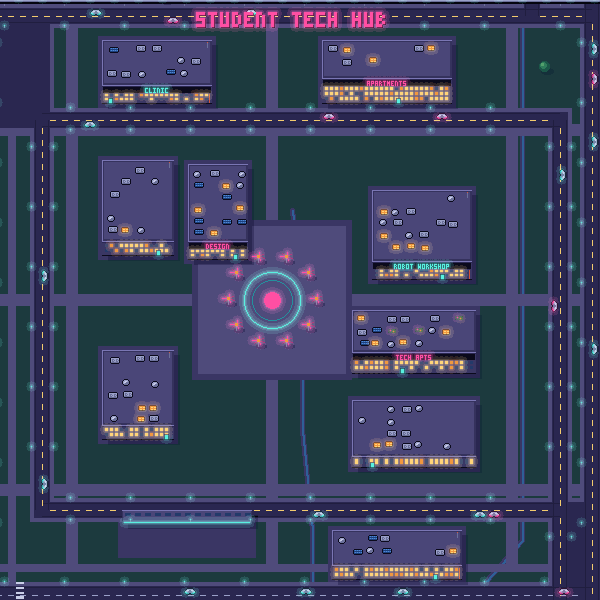 STUDENT TECH HUB
CLINIC
APARTMENTS
DESIGN
ROBOT WORKSHOP
TECH APTS